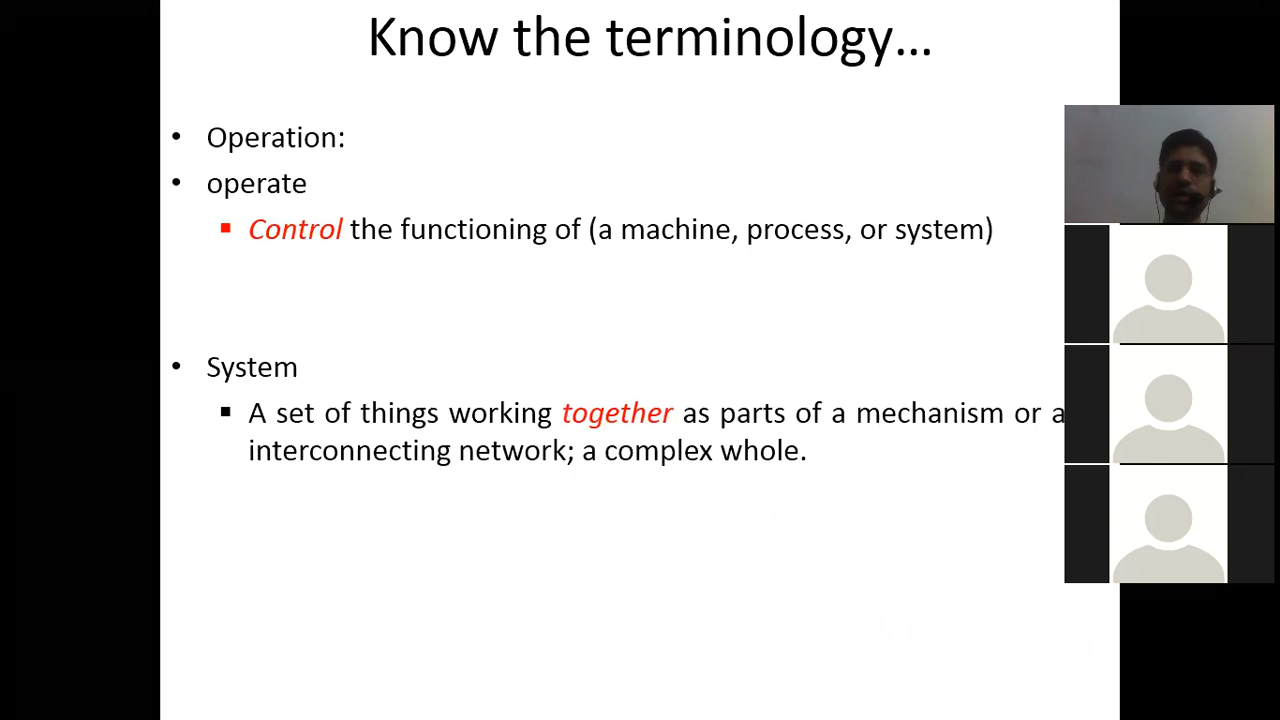 Know the terminology...
• Operation:
• operate
▪ Control the functioning of (a machine, process, or system)
• System
▪ A set of things working together as parts of a mechanism or a
interconnecting network; a complex whole.